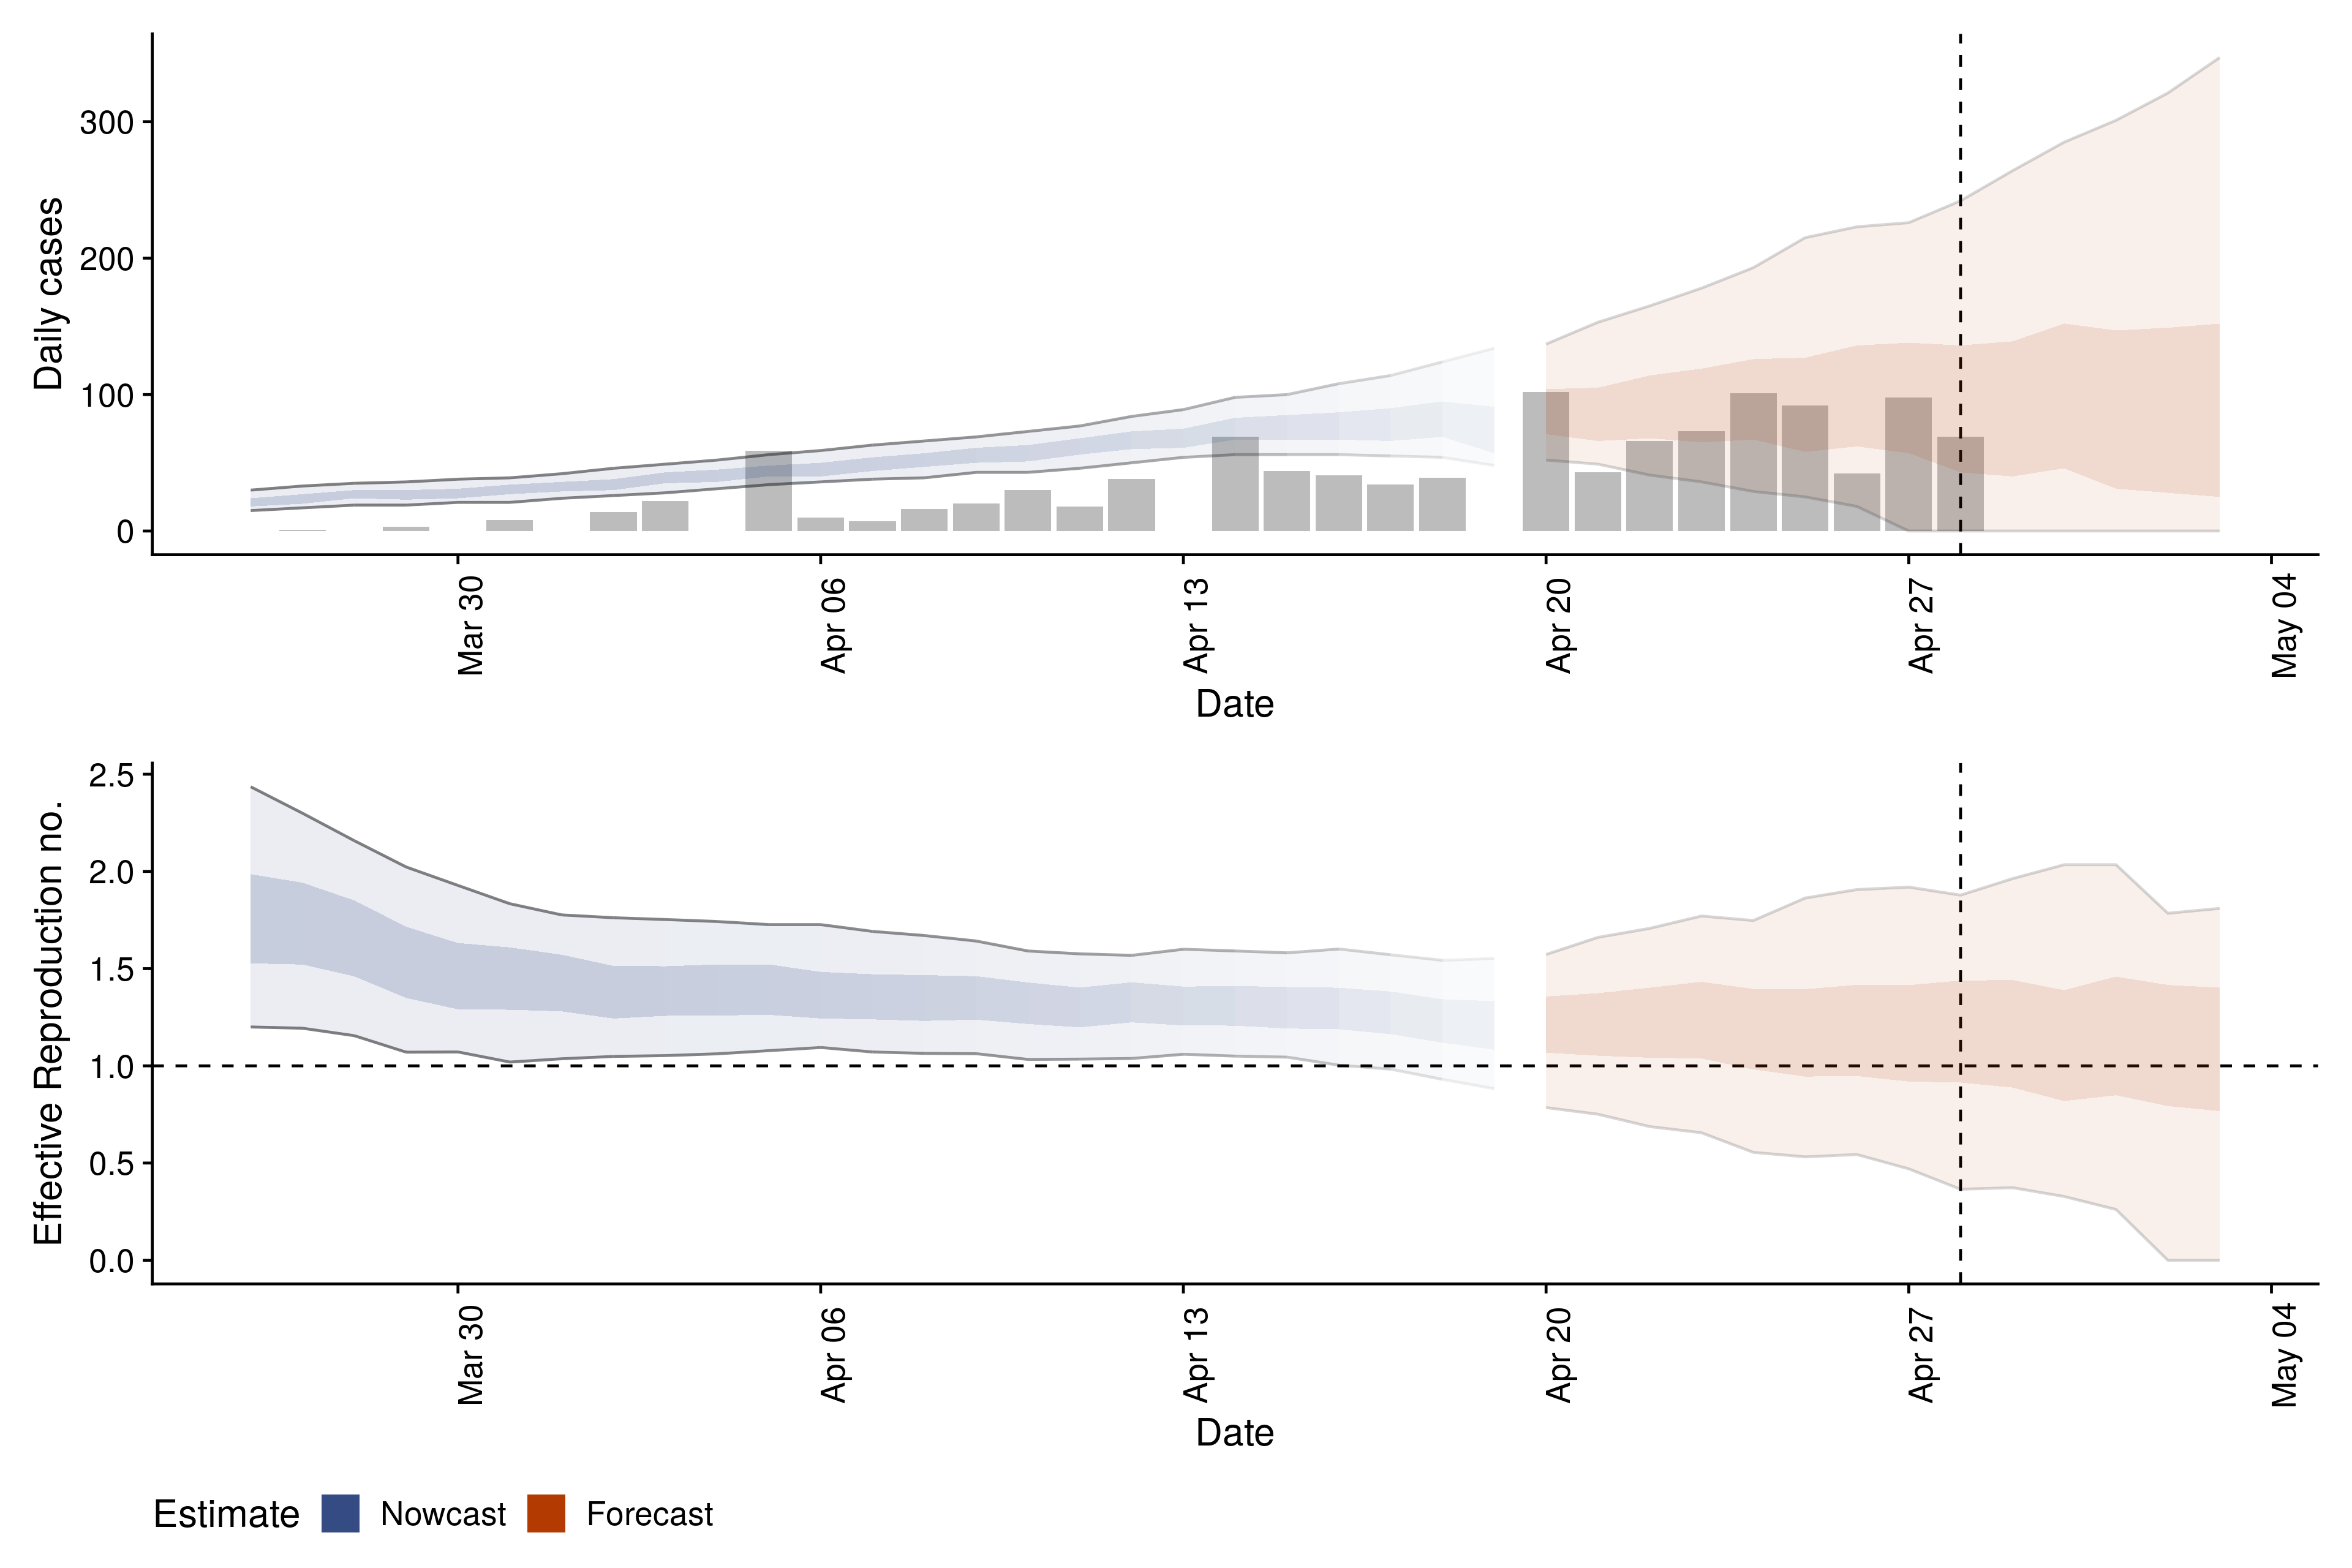 300
200
100
0
Daily cases
Mar 30
Apr 06
Apr 13
Apr 20
Apr 27
May 04
Date
2.5
2.0
1.5
1.0
0.5
0.0
Effective Reproduction no.
Mar 30
Apr 06
Apr 13
Apr 20
Apr 27
May 04
Date
Estimate Nowcast Forecast